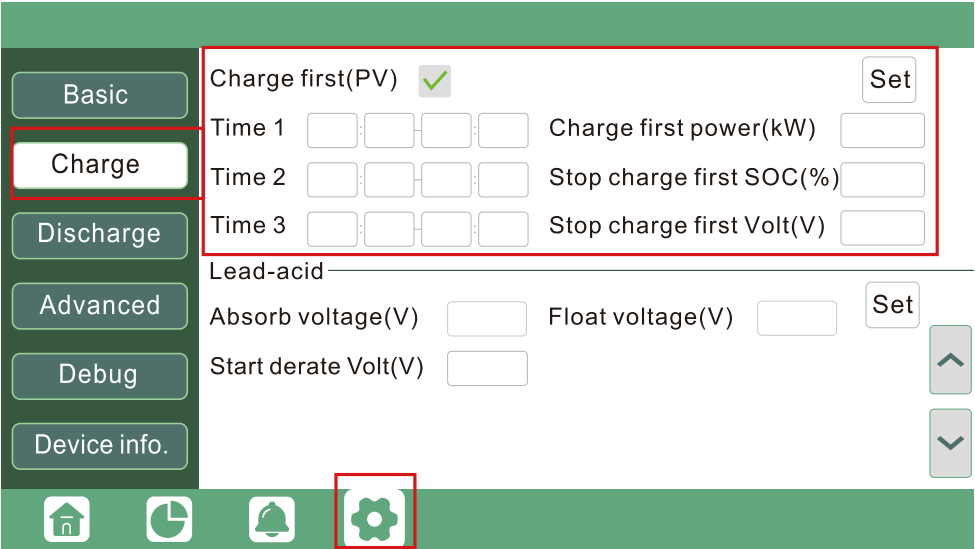 Basic
Charge
Discharge
Advanced
Debug
Device info.
Charge first(PV) Set
Time 1 : - : Charge first power(kW)
Time 2 : - : Stop charge first SOC(%)
Time 3 : - : Stop charge first Volt(V)
Lead-acid
Absorb voltage(V) Float voltage(V) Set
Start derate Volt(V)